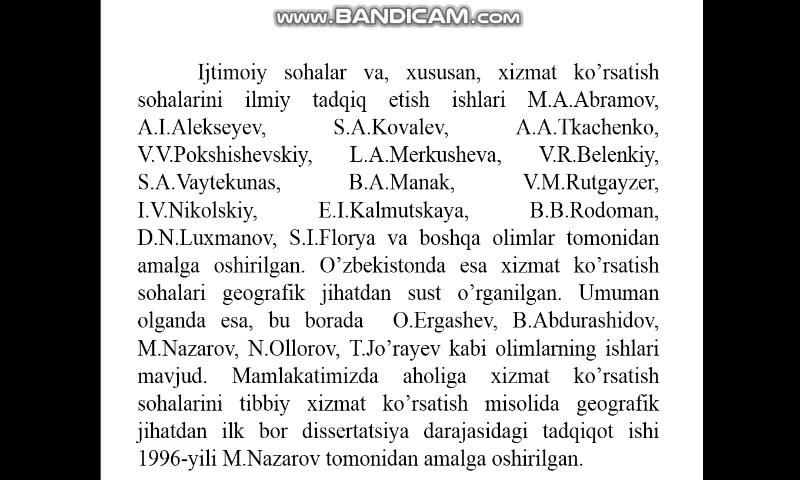 www.BANDICAM.com
Ijtimoiy sohalar va, xususan, xizmat ko’rsatish
sohalarini ilmiy tadqiq etish ishlari M.A.Abramov,
A.I.Alekseyev, S.A.Kovalev, A.A.Tkachenko,
V.V.Pokshishevskiy, L.A.Merkusheva, V.R.Belenkiy,
S.A.Vaytekunas, B.A.Manak, V.M.Rutgayzer,
I.V.Nikolskiy, E.I.Kalmutskaya, B.B.Rodoman,
D.N.Luxmanov, S.I.Florya va boshqa olimlar tomonidan
amalga oshirilgan. O’zbekistonda esa xizmat ko’rsatish
sohalari geografik jihatdan sust o’rganilgan. Umuman
olganda esa, bu borada O.Ergashev, B.Abdurashidov,
M.Nazarov, N.Ollorov, T.Jo’rayev kabi olimlarning ishlari
mavjud. Mamlakatimizda aholiga xizmat ko’rsatish
sohalarini tibbiy xizmat ko’rsatish misolida geografik
jihatdan ilk bor dissertatsiya darajasidagi tadqiqot ishi
1996-yili M.Nazarov tomonidan amalga oshirilgan.